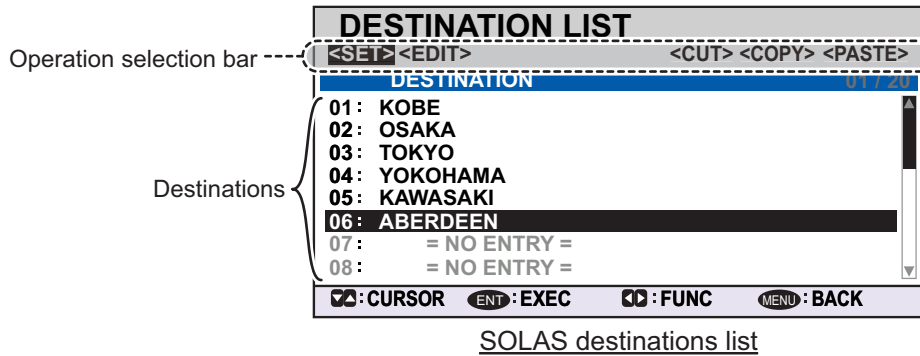 DESTINATION LIST
Operation selection bar
<SET> <EDIT> <CUT> <COPY> <PASTE>
DESTINATION 01 / 20
Destinations
01: KOBE
02: OSAKA
03: TOKYO
04: YOKOHAMA
05: KAWASAKI
06: ABERDEEN
07: = NO ENTRY =
08: = NO ENTRY =
▼▲: CURSOR ENT: EXEC ◀▶: FUNC MENU: BACK
SOLAS destinations list